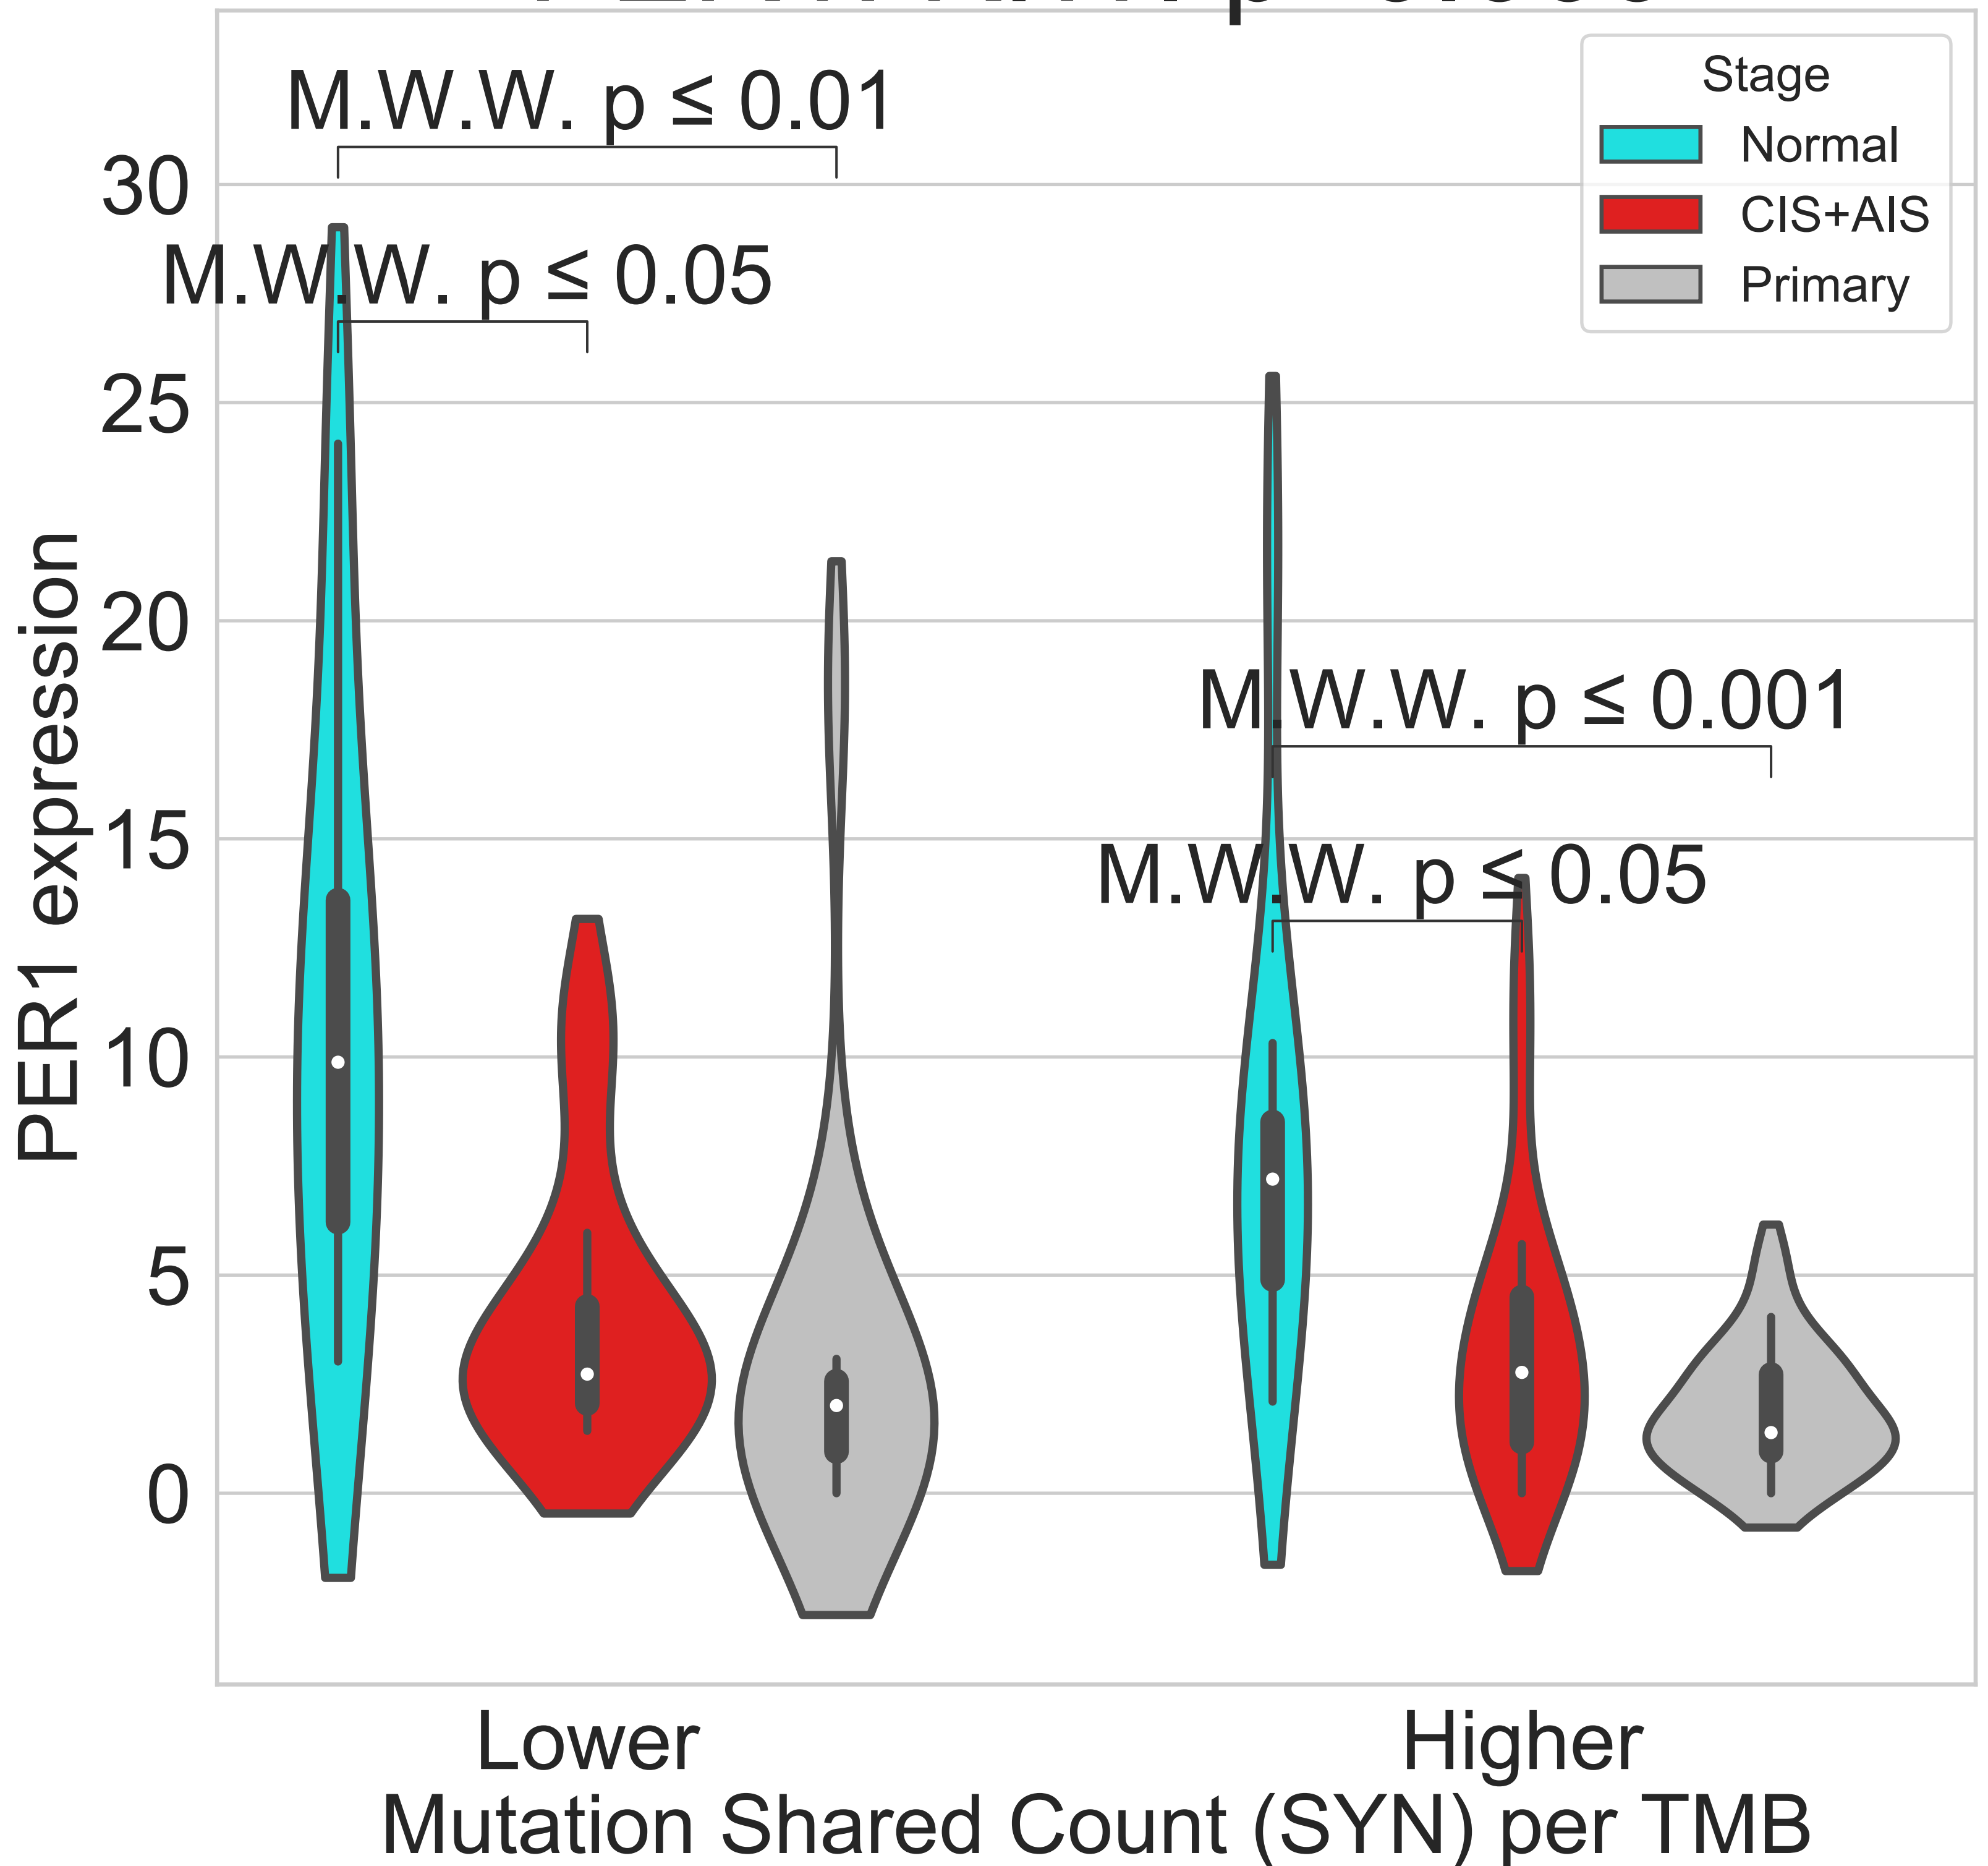 M.W.W. p ≤ 0.01
M.W.W. p ≤ 0.05
M.W.W. p ≤ 0.001
M.W.W. p ≤ 0.05
Stage
Normal
CIS+AIS
Primary
PER1 expression
30
25
20
15
10
5
0
Lower
Higher
Mutation Shared Count (SYN) per TMB